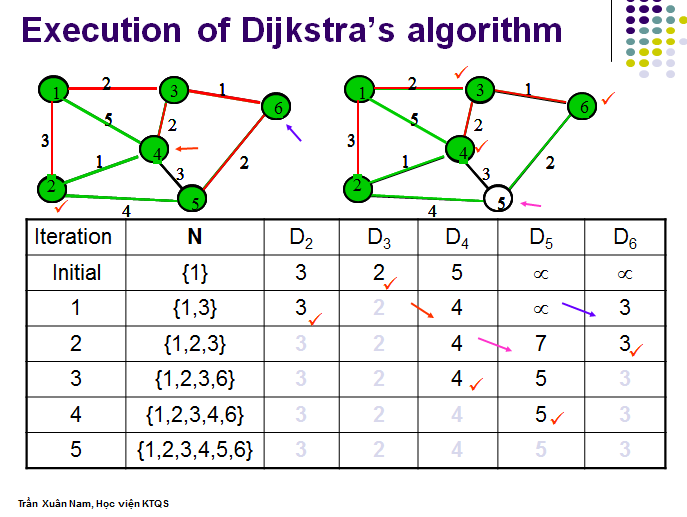 Execution of Dijkstra’s algorithm
1 2 3 1 6
5 2
3 4
1 3 2
2 4 5
1 2 3 1 6
5 2
3 4
1 3 2
2 4 5
Iteration N D2 D3 D4 D5 D6
Initial {1} 3 2 5 ∝ ∝
1 {1,3} 3 2 4 ∝ 3
2 {1,2,3} 3 2 4 7 3
3 {1,2,3,6} 3 2 4 5 3
4 {1,2,3,4,6} 3 2 4 5 3
5 {1,2,3,4,5,6} 3 2 4 5 3
Trần Xuân Nam, Học viện KTQS